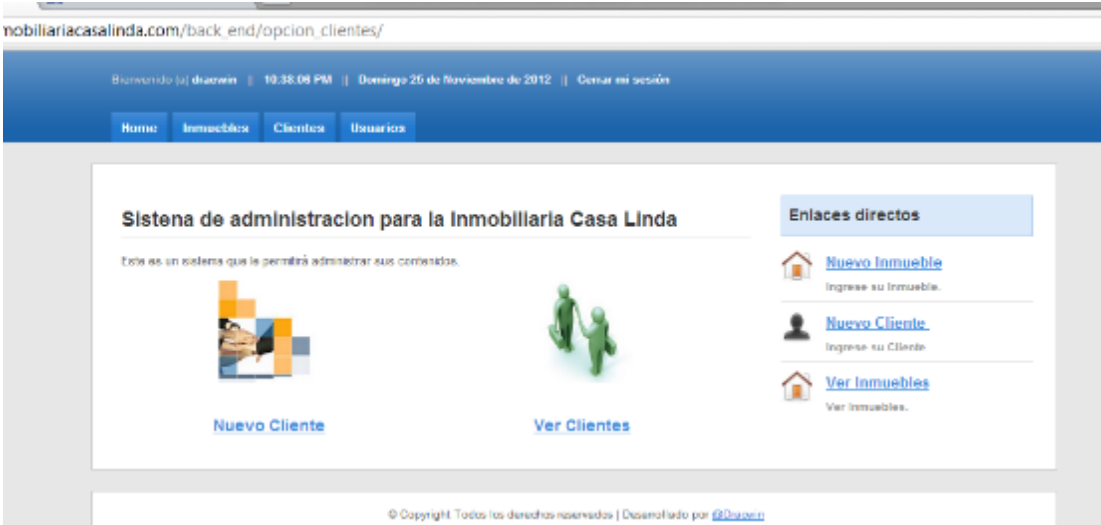 mobiliariacasalinda.com/back_end/opcion_clientes/
Bienvenido (a) draewin || 10:38:06 PM || Domingo 25 de Noviembre de 2012 || Cerrar mi sesión
Home Inmuebles Clientes Usuarios
Sistena de administracion para la Inmobiliaria Casa Linda
Este es un sistema que le permitirá administrar sus contenidos.
Nuevo Cliente
Ver Clientes
Enlaces directos
Nuevo Inmueble
Ingrese su Inmueble.
Nuevo Cliente
Ingrese su Cliente
Ver Inmuebles
Ver Inmuebles.
© Copyright Todos los derechos reservados | Desarrollado por